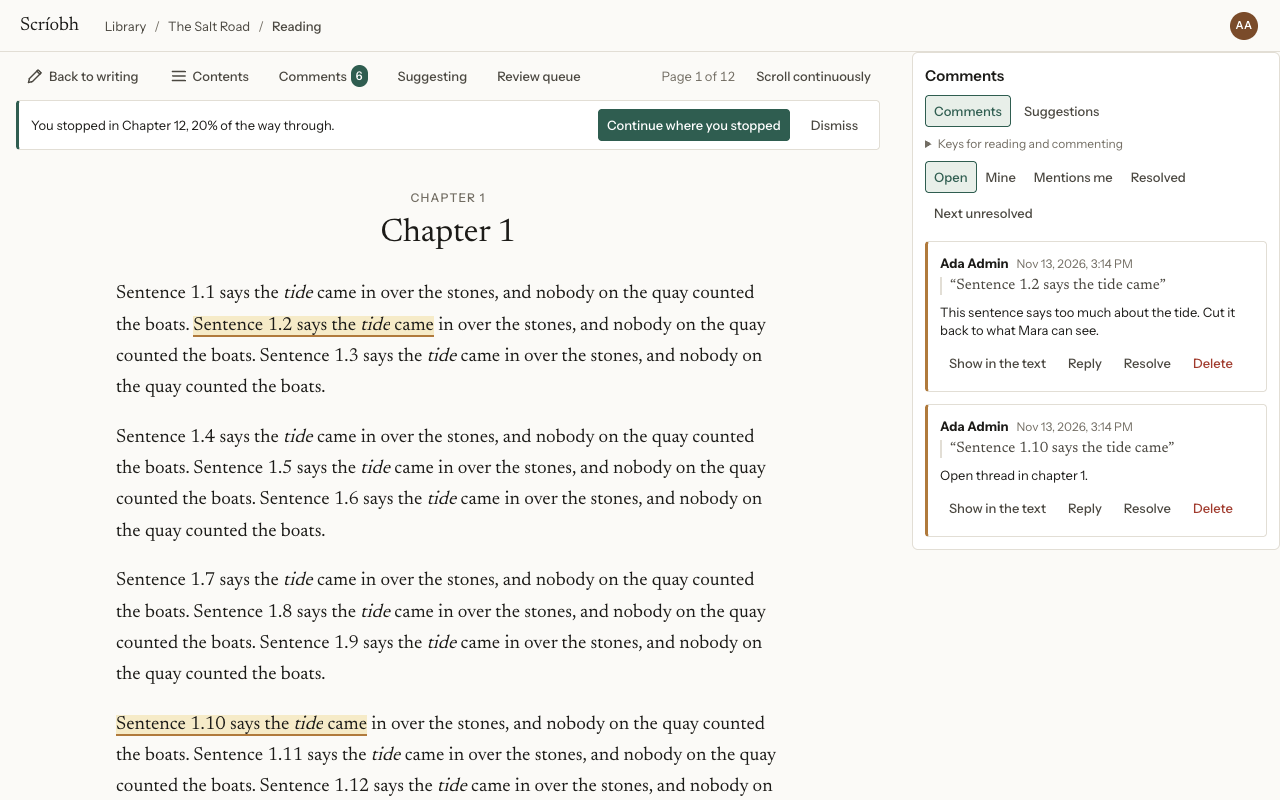 Scríobh
Library / The Salt Road / Reading
AA
Back to writing
Contents
Comments 6
Suggesting
Review queue
Page 1 of 12
Scroll continuously
You stopped in Chapter 12, 20% of the way through.
Continue where you stopped
Dismiss
CHAPTER 1
Chapter 1
Sentence 1.1 says the tide came in over the stones, and nobody on the quay counted
the boats. Sentence 1.2 says the tide came in over the stones, and nobody on the quay
counted the boats. Sentence 1.3 says the tide came in over the stones, and nobody on
the quay counted the boats.
Sentence 1.4 says the tide came in over the stones, and nobody on the quay counted
the boats. Sentence 1.5 says the tide came in over the stones, and nobody on the quay
counted the boats. Sentence 1.6 says the tide came in over the stones, and nobody on
the quay counted the boats.
Sentence 1.7 says the tide came in over the stones, and nobody on the quay counted
the boats. Sentence 1.8 says the tide came in over the stones, and nobody on the quay
counted the boats. Sentence 1.9 says the tide came in over the stones, and nobody on
the quay counted the boats.
Sentence 1.10 says the tide came in over the stones, and nobody on the quay counted
the boats. Sentence 1.11 says the tide came in over the stones, and nobody on the quay
counted the boats. Sentence 1.12 says the tide came in over the stones, and nobody on
Comments
Comments
Suggestions
Keys for reading and commenting
Open
Mine
Mentions me
Resolved
Next unresolved
Ada Admin Nov 13, 2026, 3:14 PM
“Sentence 1.2 says the tide came”
This sentence says too much about the tide. Cut it
back to what Mara can see.
Show in the text
Reply
Resolve
Delete
Ada Admin Nov 13, 2026, 3:14 PM
“Sentence 1.10 says the tide came”
Open thread in chapter 1.
Show in the text
Reply
Resolve
Delete